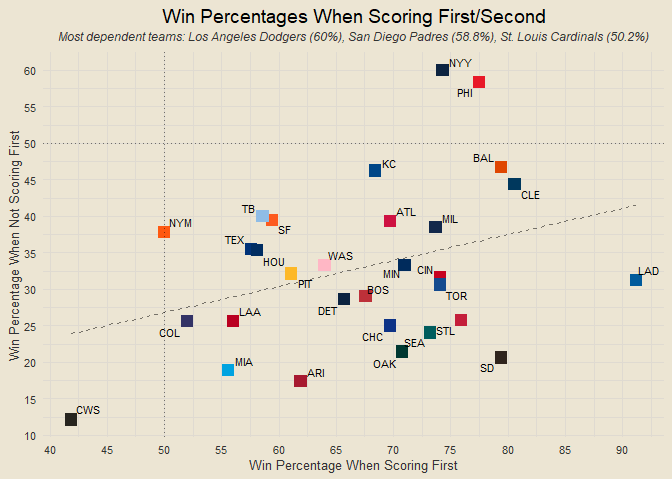 Win Percentages When Scoring First/Second
Most dependent teams: Los Angeles Dodgers (60%), San Diego Padres (58.8%), St. Louis Cardinals (50.2%)
Win Percentage When Not Scoring First
60
55
50
45
40
35
30
25
20
15
10
NYY
PHI
BAL
KC
CLE
TB
ATL
NYM
SF
MIL
TEX
HOU
WAS
MIN
CIN
LAD
PIT
BOS
TOR
DET
LAA
COL
CHC
STL
SEA
MIA
OAK
SD
ARI
CWS
40
45
50
55
60
65
70
75
80
85
90
Win Percentage When Scoring First